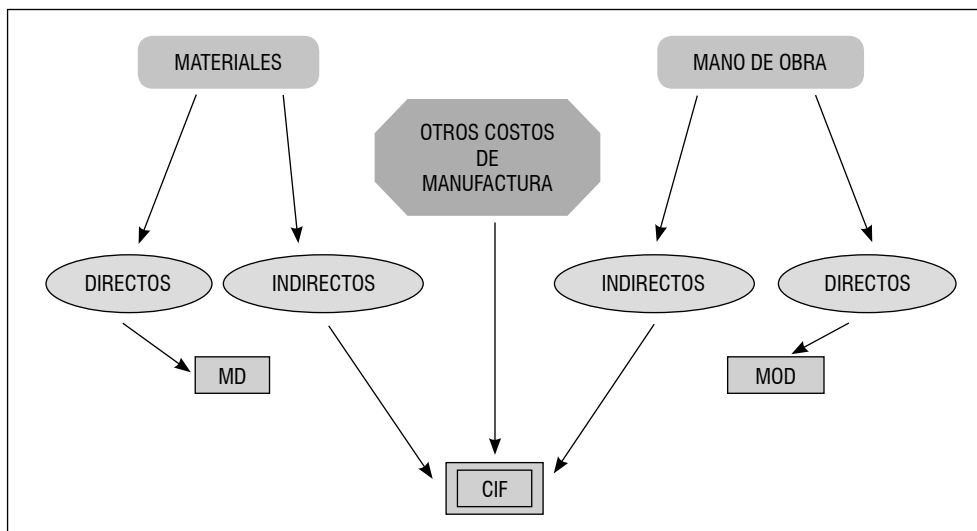 MATERIALES
MANO DE OBRA
OTROS COSTOS
DE
MANUFACTURA
DIRECTOS
INDIRECTOS
INDIRECTOS
DIRECTOS
MD
MOD
CIF